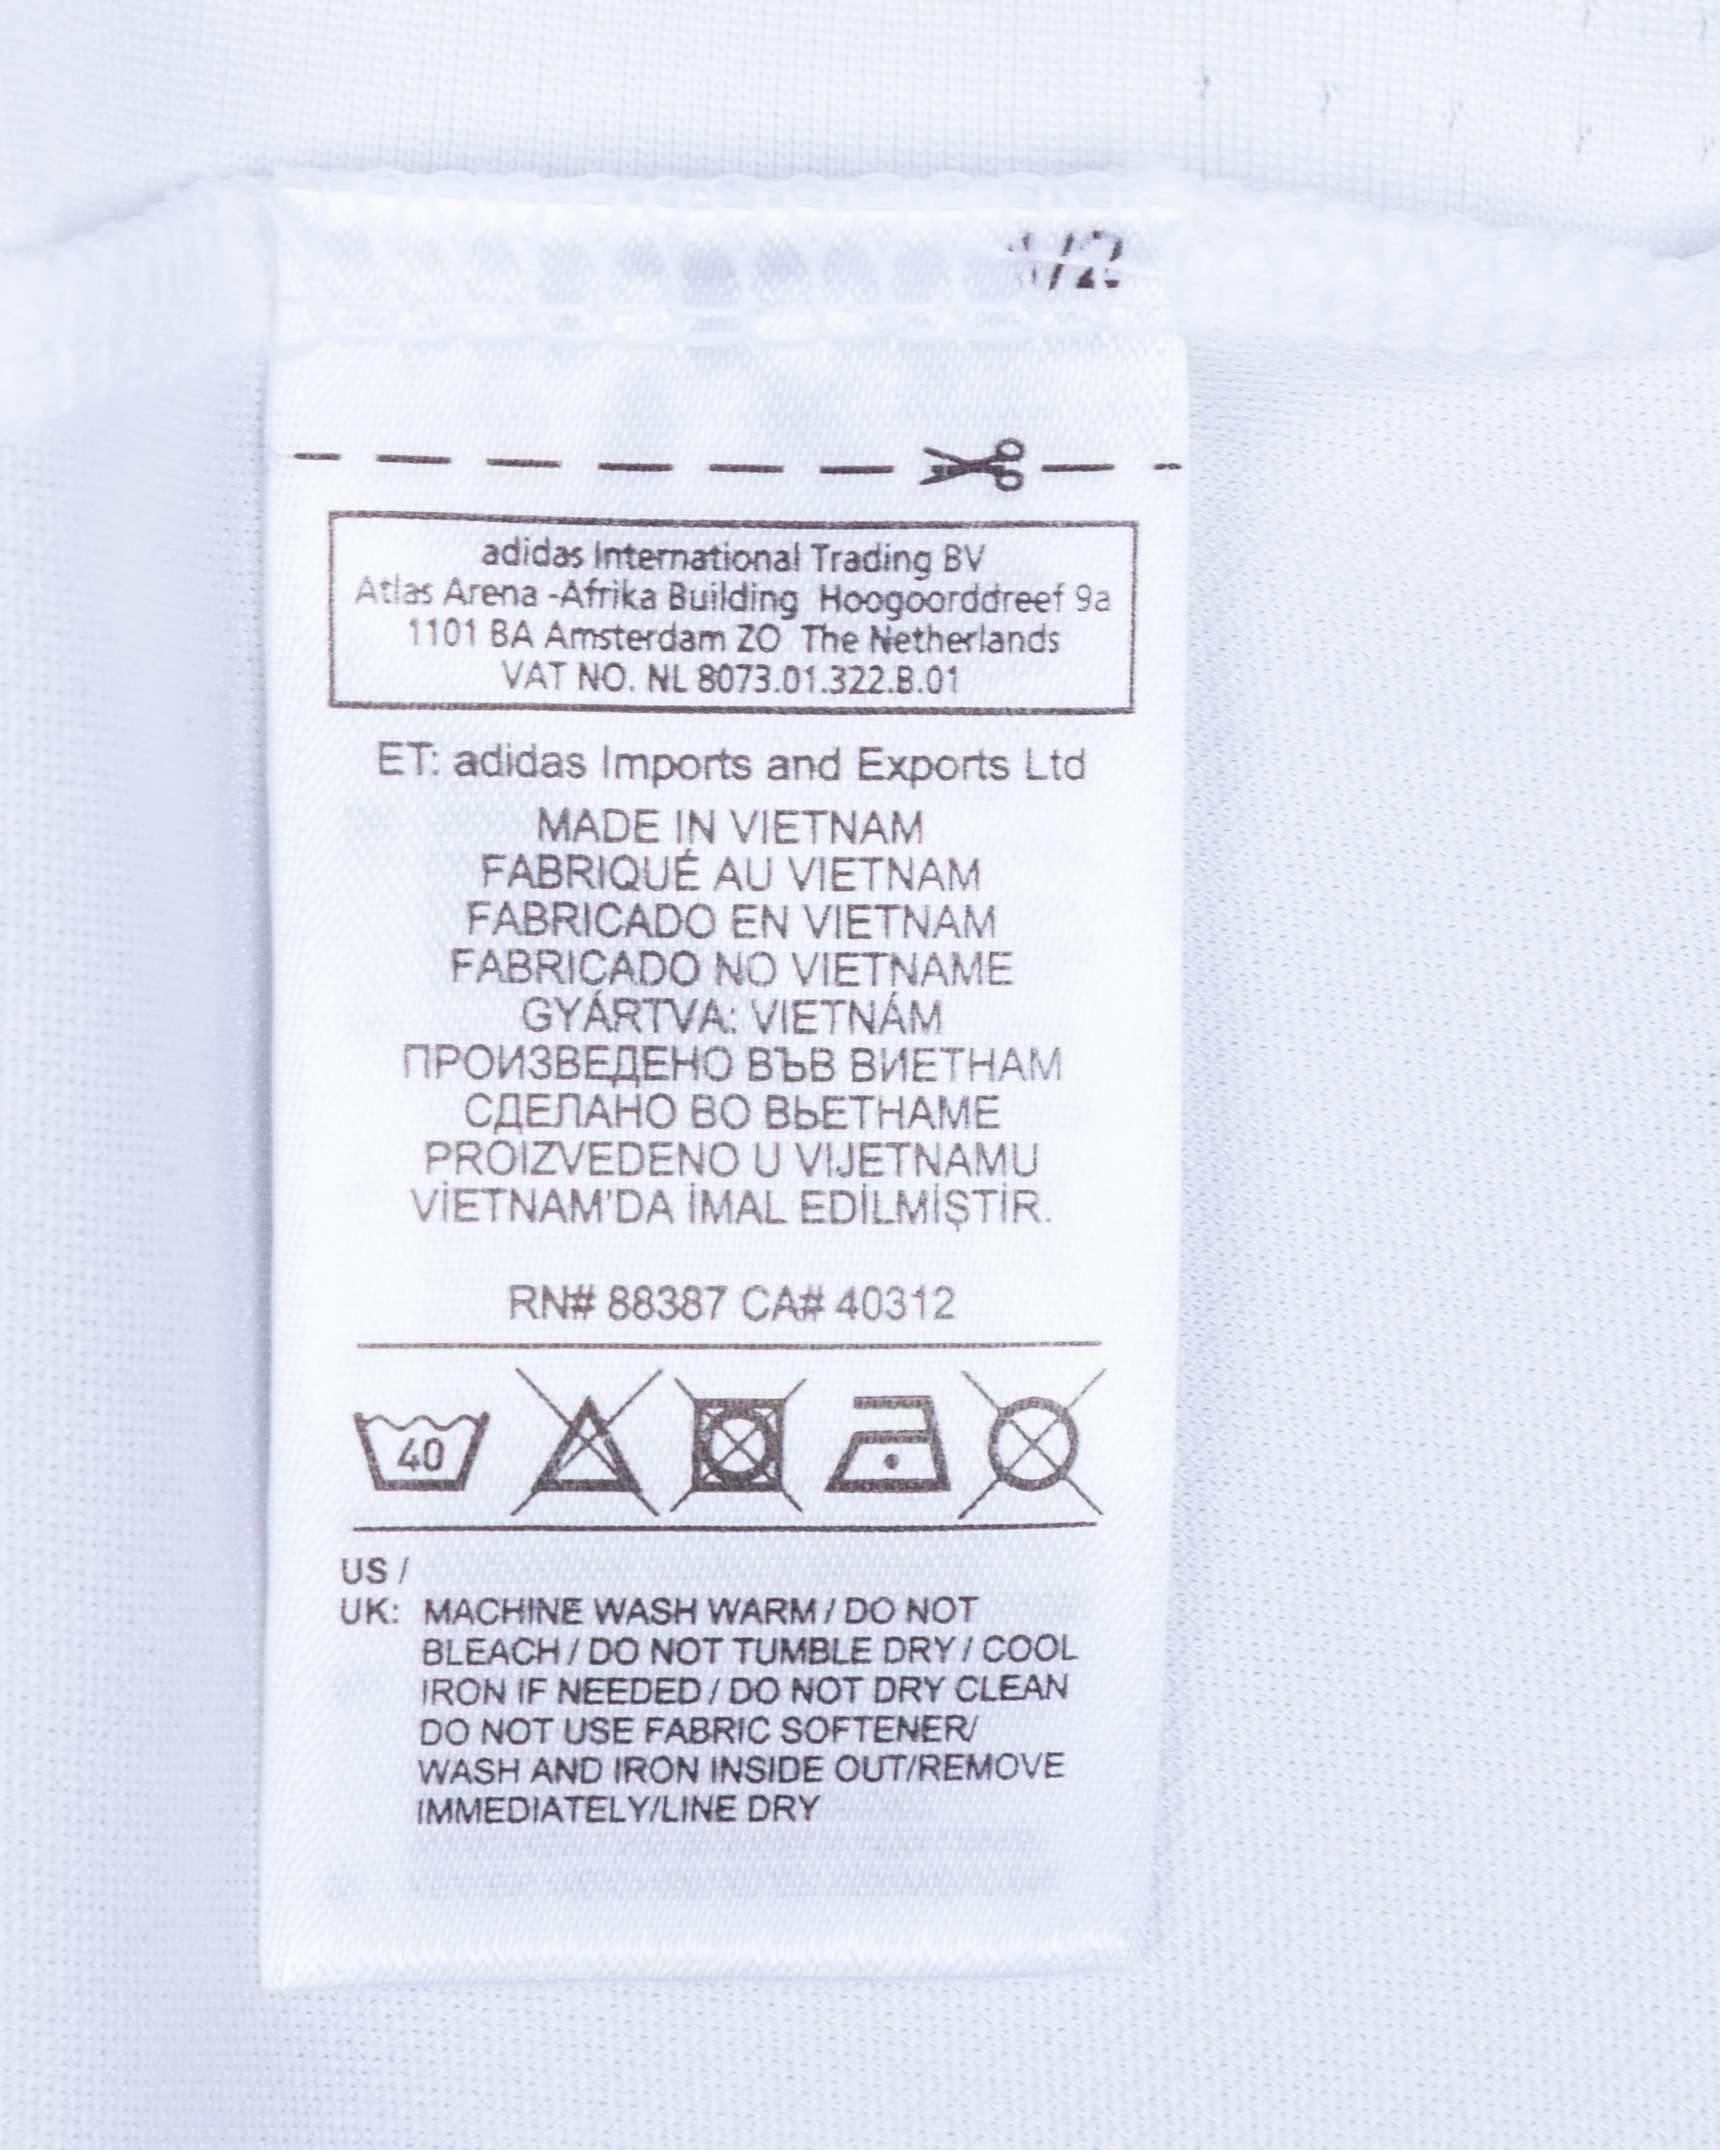 1/2
adidas International Trading BV
Atlas Arena -Afrika Building Hoogoorddreef 9a
1101 BA Amsterdam ZO The Netherlands
VAT NO. NL 8073.01.322.B.01
ET: adidas Imports and Exports Ltd
MADE IN VIETNAM
FABRIQUÉ AU VIETNAM
FABRICADO EN VIETNAM
FABRICADO NO VIETNAME
GYÁRTVA: VIETNÁM
ПРОИЗВЕДЕНО ВЪВ ВИЕТНАМ
СДЕЛАНО ВО ВЬЕТНАМЕ
PROIZVEDENO U VIJETNAMU
VİETNAM'DA İMAL EDİLMİŞTİR.
RN# 88387 CA# 40312
40
US /
UK: MACHINE WASH WARM / DO NOT
BLEACH / DO NOT TUMBLE DRY / COOL
IRON IF NEEDED / DO NOT DRY CLEAN
DO NOT USE FABRIC SOFTENER/
WASH AND IRON INSIDE OUT/REMOVE
IMMEDIATELY/LINE DRY